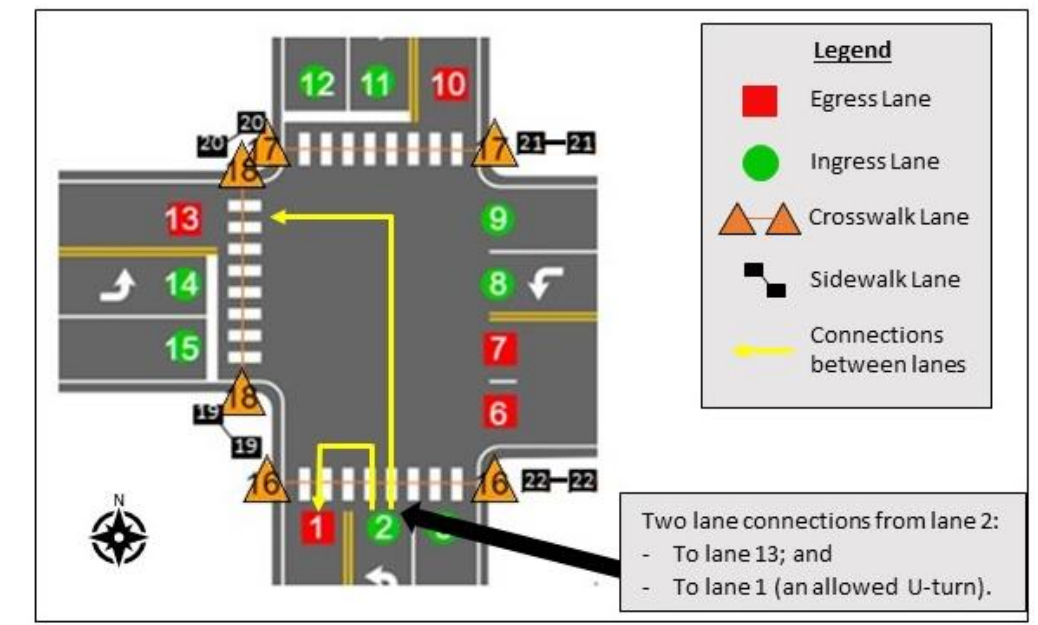 Legend
Egress Lane
Ingress Lane
Crosswalk Lane
Sidewalk Lane
Connections
between lanes
12
11
10
20
20
17
21
21
18
13
9
14
8
15
7
6
18
19
19
16
16
22
22
N
1
2
Two lane connections from lane 2:
- To lane 13; and
- To lane 1 (an allowed U-turn).